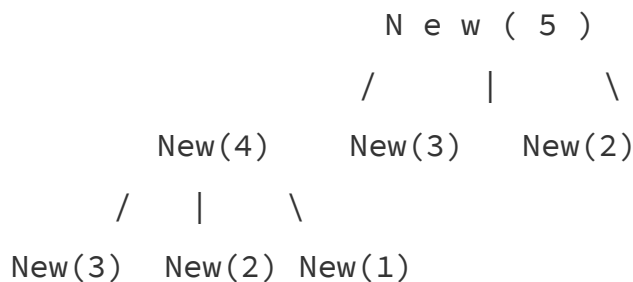 N e w ( 5 )
/ | \
New(4) New(3) New(2)
/ | \
New(3) New(2) New(1)